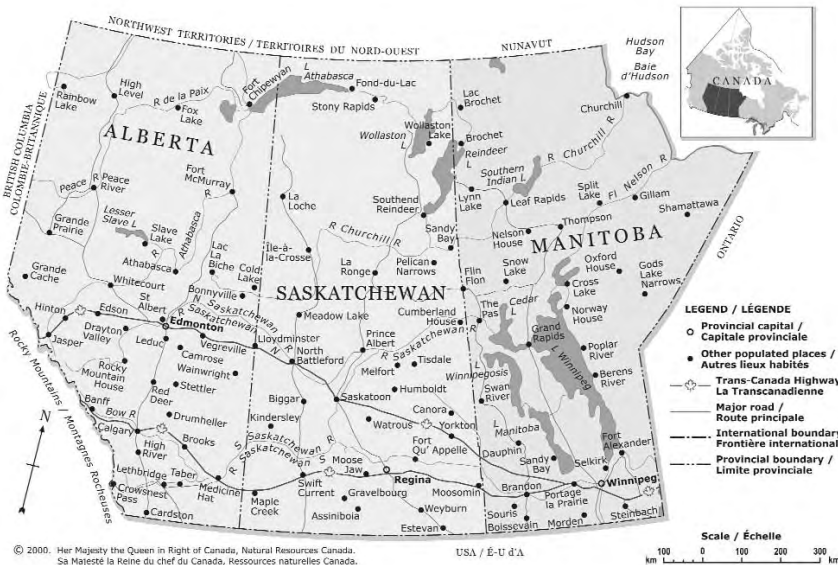 NORTHWEST TERRITORIES / TERRITOIRES DU NORD-OUEST
NUNAVUT
Hudson
Bay
Baie
d'Hudson
CANADA
BRITISH COLUMBIA
COLOMBIE-BRITANNIQUE
ALBERTA
SASKATCHEWAN
MANITOBA
ONTARIO
Rainbow
Lake
High
Level
R de la Paix
Fox
Lake
Fort
Chipewyan
L
Athabasca
Fond-du-Lac
Stony Rapids
Wollaston
L
Wollaston
Lake
Lac
Brochet
Brochet
Reindeer
L
Churchill
R Churchill R
Southern
Indian L
Peace R
Peace
River
Fort
McMurray
La
Loche
Southend
Reindeer
Lynn
Lake
Leaf Rapids
Split
Lake
Fl Nelson R
Gillam
Shamattawa
Grande
Prairie
Lesser
Slave L
Slave
Lake
Athabasca R
Athabasca
Lac
La
Biche
Cold
Lake
Île-à-
la-Crosse
R Churchill R
La
Ronge
Sandy
Bay
Pelican
Narrows
Nelson
House
Thompson
Snow
Lake
Oxford
House
Gods
Lake
Narrows
Grande
Cache
Whitecourt
Bonnyville
Flin
Flon
Cross
Lake
Norway
House
Hinton
Edson
St
Albert
Edmonton
N Saskatchewan R
Saskatchewan
Meadow Lake
Cumberland
House
The
Pas
Cedar L
Jasper
Drayton
Valley
Leduc
Vegreville
Camrose
Lloydminster
North
Battleford
Prince
Albert
R Saskatchewan R
Grand
Rapids
L Winnipeg
Poplar
River
Berens
River
Rocky
Mountain
House
Wainwright
Stettler
Red
Deer
Melfort
Tisdale
Humboldt
L
Winnipegosis
Swan
River
Banff
Bow R
Calgary
Drumheller
Biggar
Saskatoon
Kindersley
Watrous
Canora
Yorkton
L
Manitoba
Dauphin
High
River
Brooks
R S Saskatchewan R
Moose
Jaw
Fort
Qu' Appelle
Regina
Sandy
Bay
Selkirk
Fort
Alexander
Lethbridge
Crowsnest
Pass
Taber
Medicine
Hat
Cardston
Maple
Creek
Swift
Current
Gravelbourg
Assiniboia
Weyburn
Estevan
Moosomin
Brandon
Souris
Boissevain
Portage
la Prairie
Morden
Winnipeg
Steinbach
Rocky Mountains / Montagnes Rocheuses
N
USA / É-U d'A
LEGEND / LÉGENDE
Provincial capital /
Capitale provinciale
Other populated places /
Autres lieux habités
Trans-Canada Highway
La Transcanadienne
Major road /
Route principale
International boundary
Frontière international
Provincial boundary /
Limite provinciale
Scale / Échelle
km 100 0 100 200 300 km
© 2000. Her Majesty the Queen in Right of Canada, Natural Resources Canada.
Sa Majesté la Reine du chef du Canada, Ressources naturelles Canada.